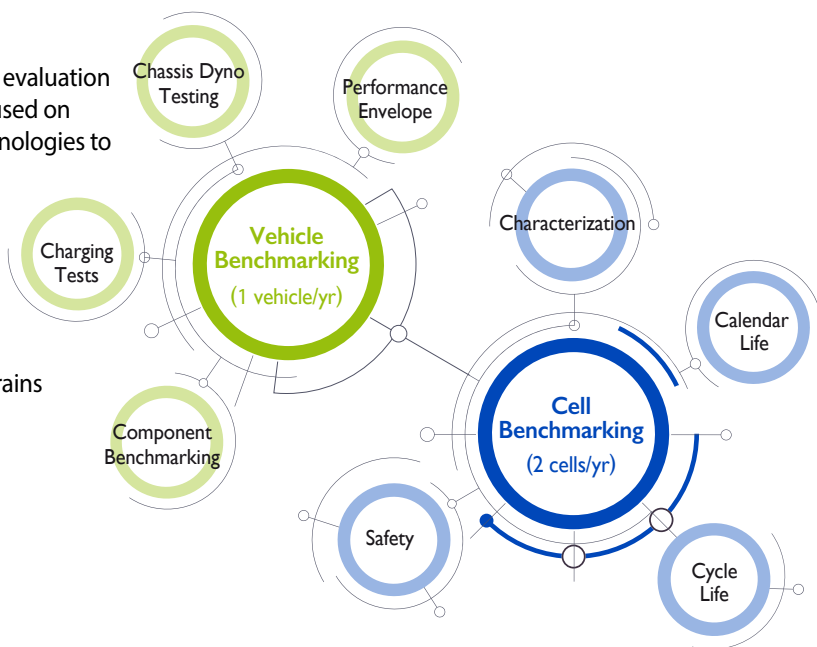 evaluation
used on
nologies to
rains
Chassis Dyno
Testing
Performance
Envelope
Vehicle
Benchmarking
(1 vehicle/yr)
Charging
Tests
Component
Benchmarking
Characterization
Calendar
Life
Cell
Benchmarking
(2 cells/yr)
Safety
Cycle
Life